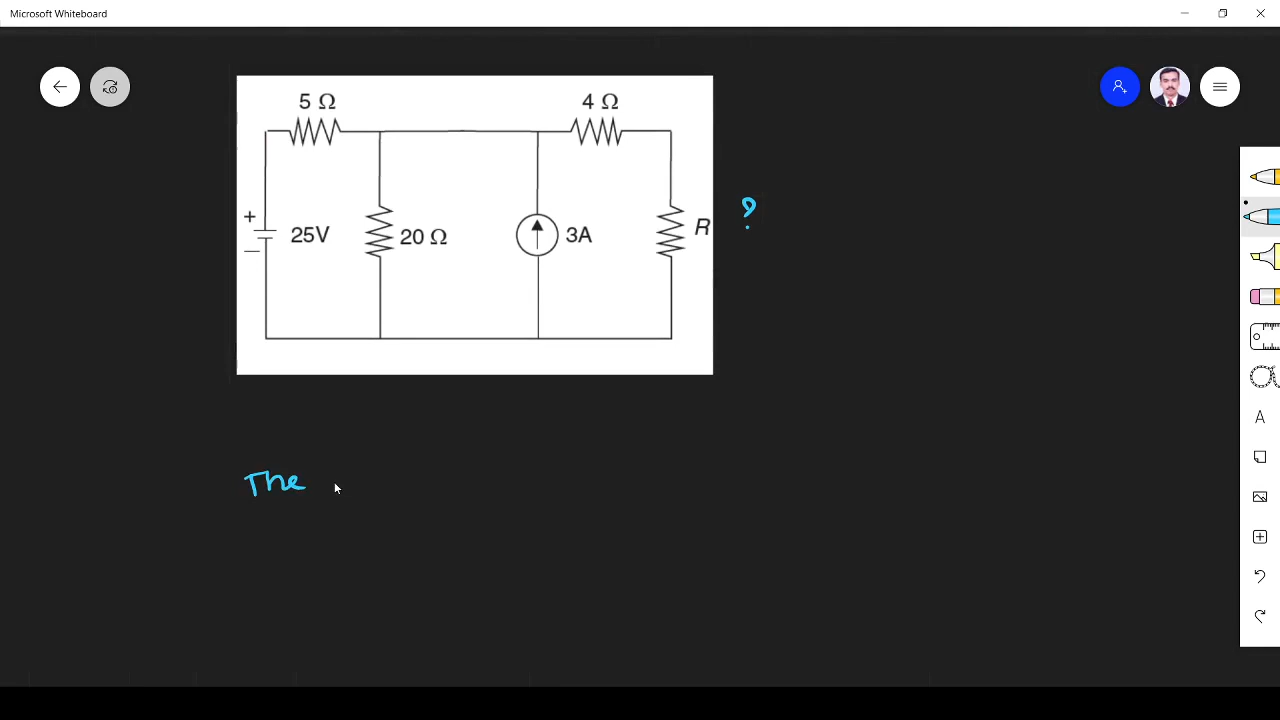 Microsoft Whiteboard
5 Ω
4 Ω
+
25V
20 Ω
3A
R
?
The
A